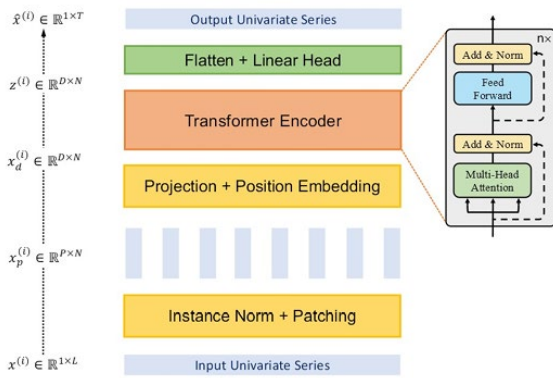 x̂⁽ⁱ⁾ ∈ ℝ^{1×T}
Output Univariate Series
Flatten + Linear Head
z⁽ⁱ⁾ ∈ ℝ^{D×N}
Transformer Encoder
x_d⁽ⁱ⁾ ∈ ℝ^{D×N}
Projection + Position Embedding
x_p⁽ⁱ⁾ ∈ ℝ^{P×N}
Instance Norm + Patching
x⁽ⁱ⁾ ∈ ℝ^{1×L}
Input Univariate Series
n×
Add & Norm
Feed
Forward
Add & Norm
Multi-Head
Attention